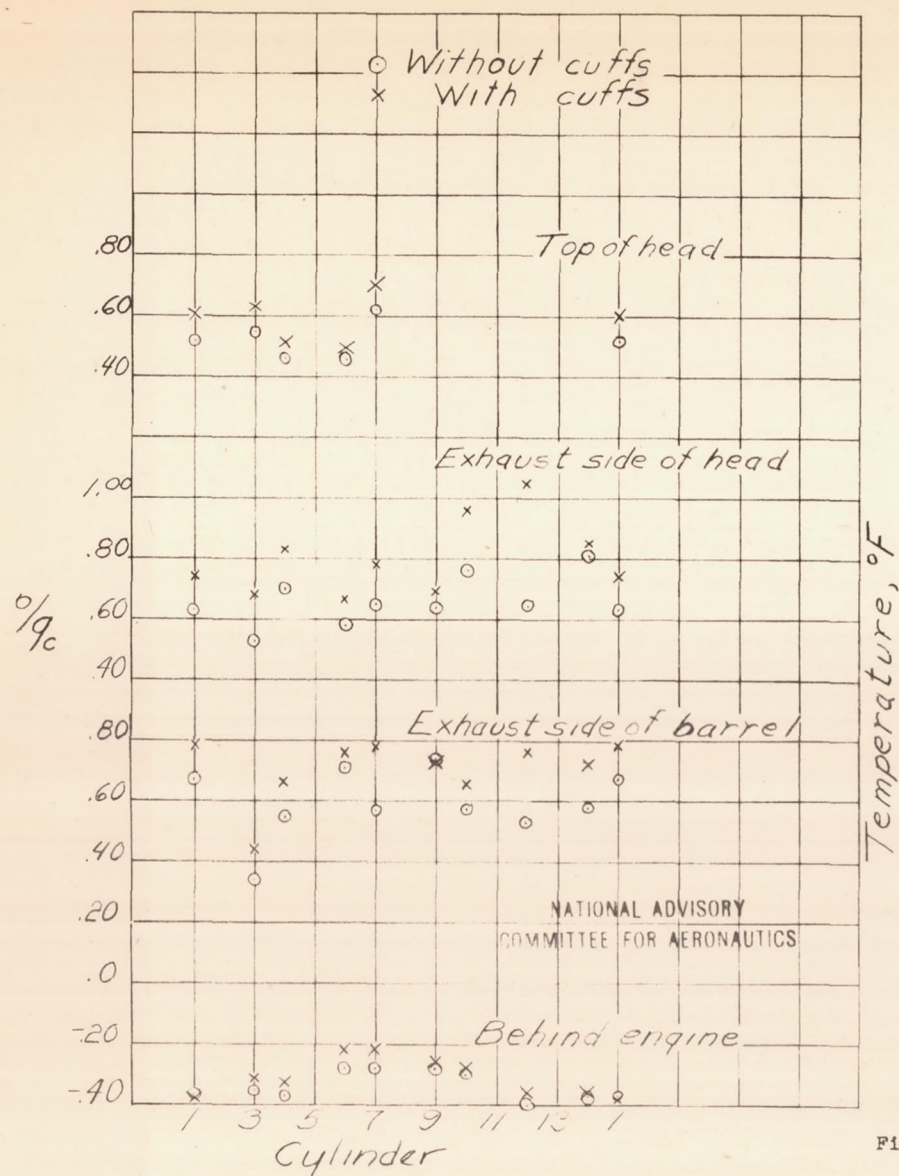 Without cuffs
With cuffs
Top of head
.80
.60
.40
Exhaust side of head
1.00
.80
.60
.40
Exhaust side of barrel
.80
.60
.40
.20
.0
-.20
-.40
Behind engine
NATIONAL ADVISORY
COMMITTEE FOR AERONAUTICS
Temperature, °F
1 3 5 7 9 11 13 1
Cylinder